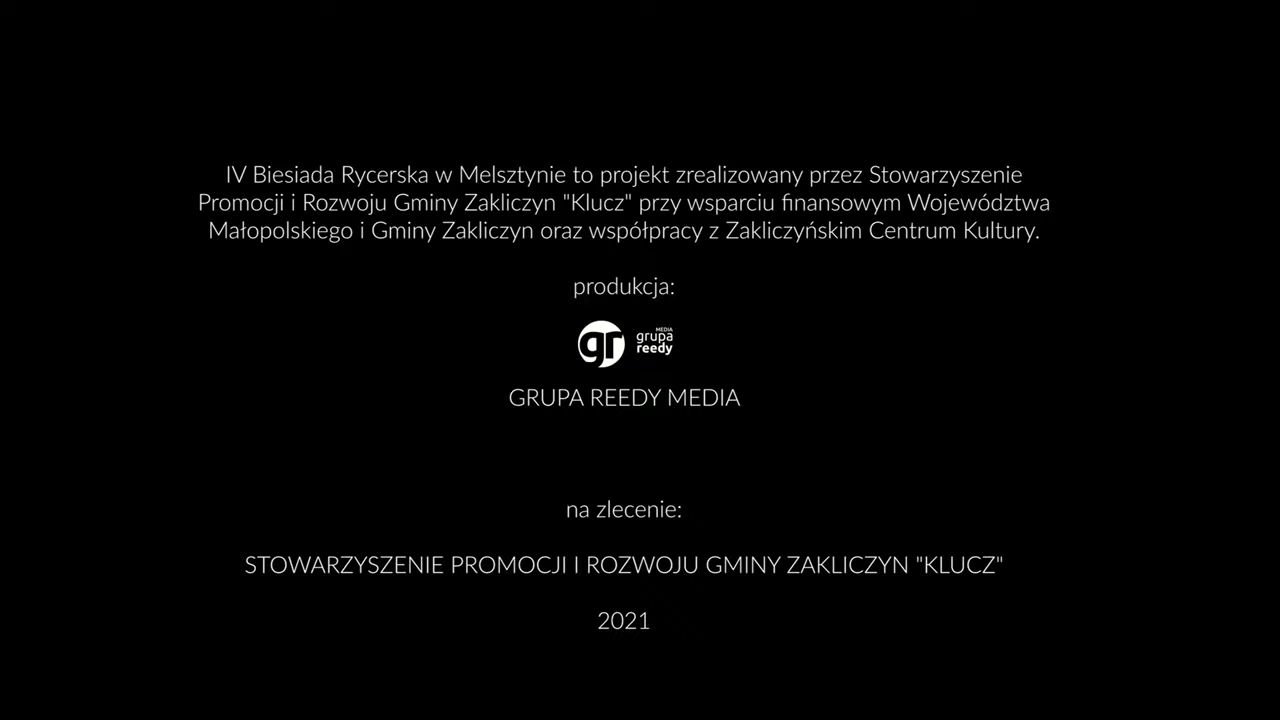 IV Biesiada Rycerska w Melsztynie to projekt zrealizowany przez Stowarzyszenie
Promocji i Rozwoju Gminy Zakliczyn "Klucz" przy wsparciu finansowym Województwa
Małopolskiego i Gminy Zakliczyn oraz współpracy z Zakliczyńskim Centrum Kultury.
produkcja:
gr
MEDIA
grupa
reedy
GRUPA REEDY MEDIA
na zlecenie:
STOWARZYSZENIE PROMOCJI I ROZWOJU GMINY ZAKLICZYN "KLUCZ"
2021